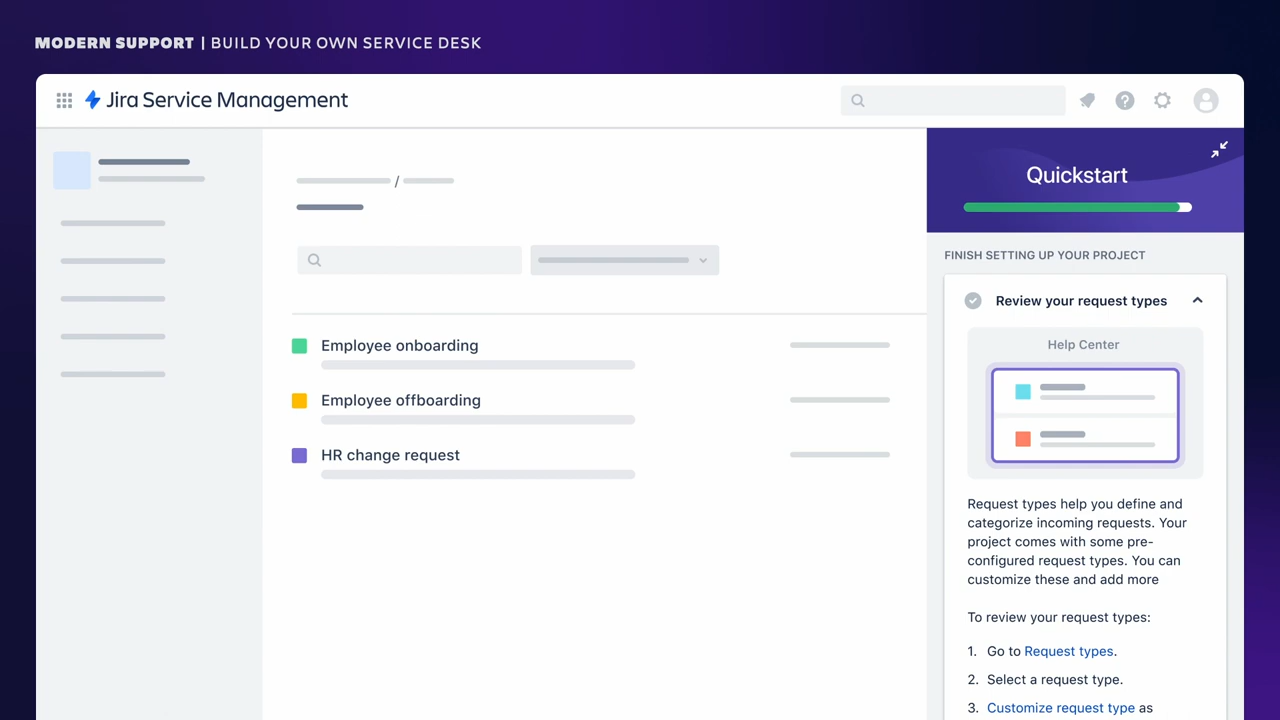 MODERN SUPPORT | BUILD YOUR OWN SERVICE DESK
Jira Service Management
/
Quickstart
FINISH SETTING UP YOUR PROJECT
Review your request types
Help Center
Employee onboarding
Employee offboarding
HR change request
Request types help you define and
categorize incoming requests. Your
project comes with some pre-
configured request types. You can
customize these and add more
To review your request types:
1. Go to Request types.
2. Select a request type.
3. Customize request type as